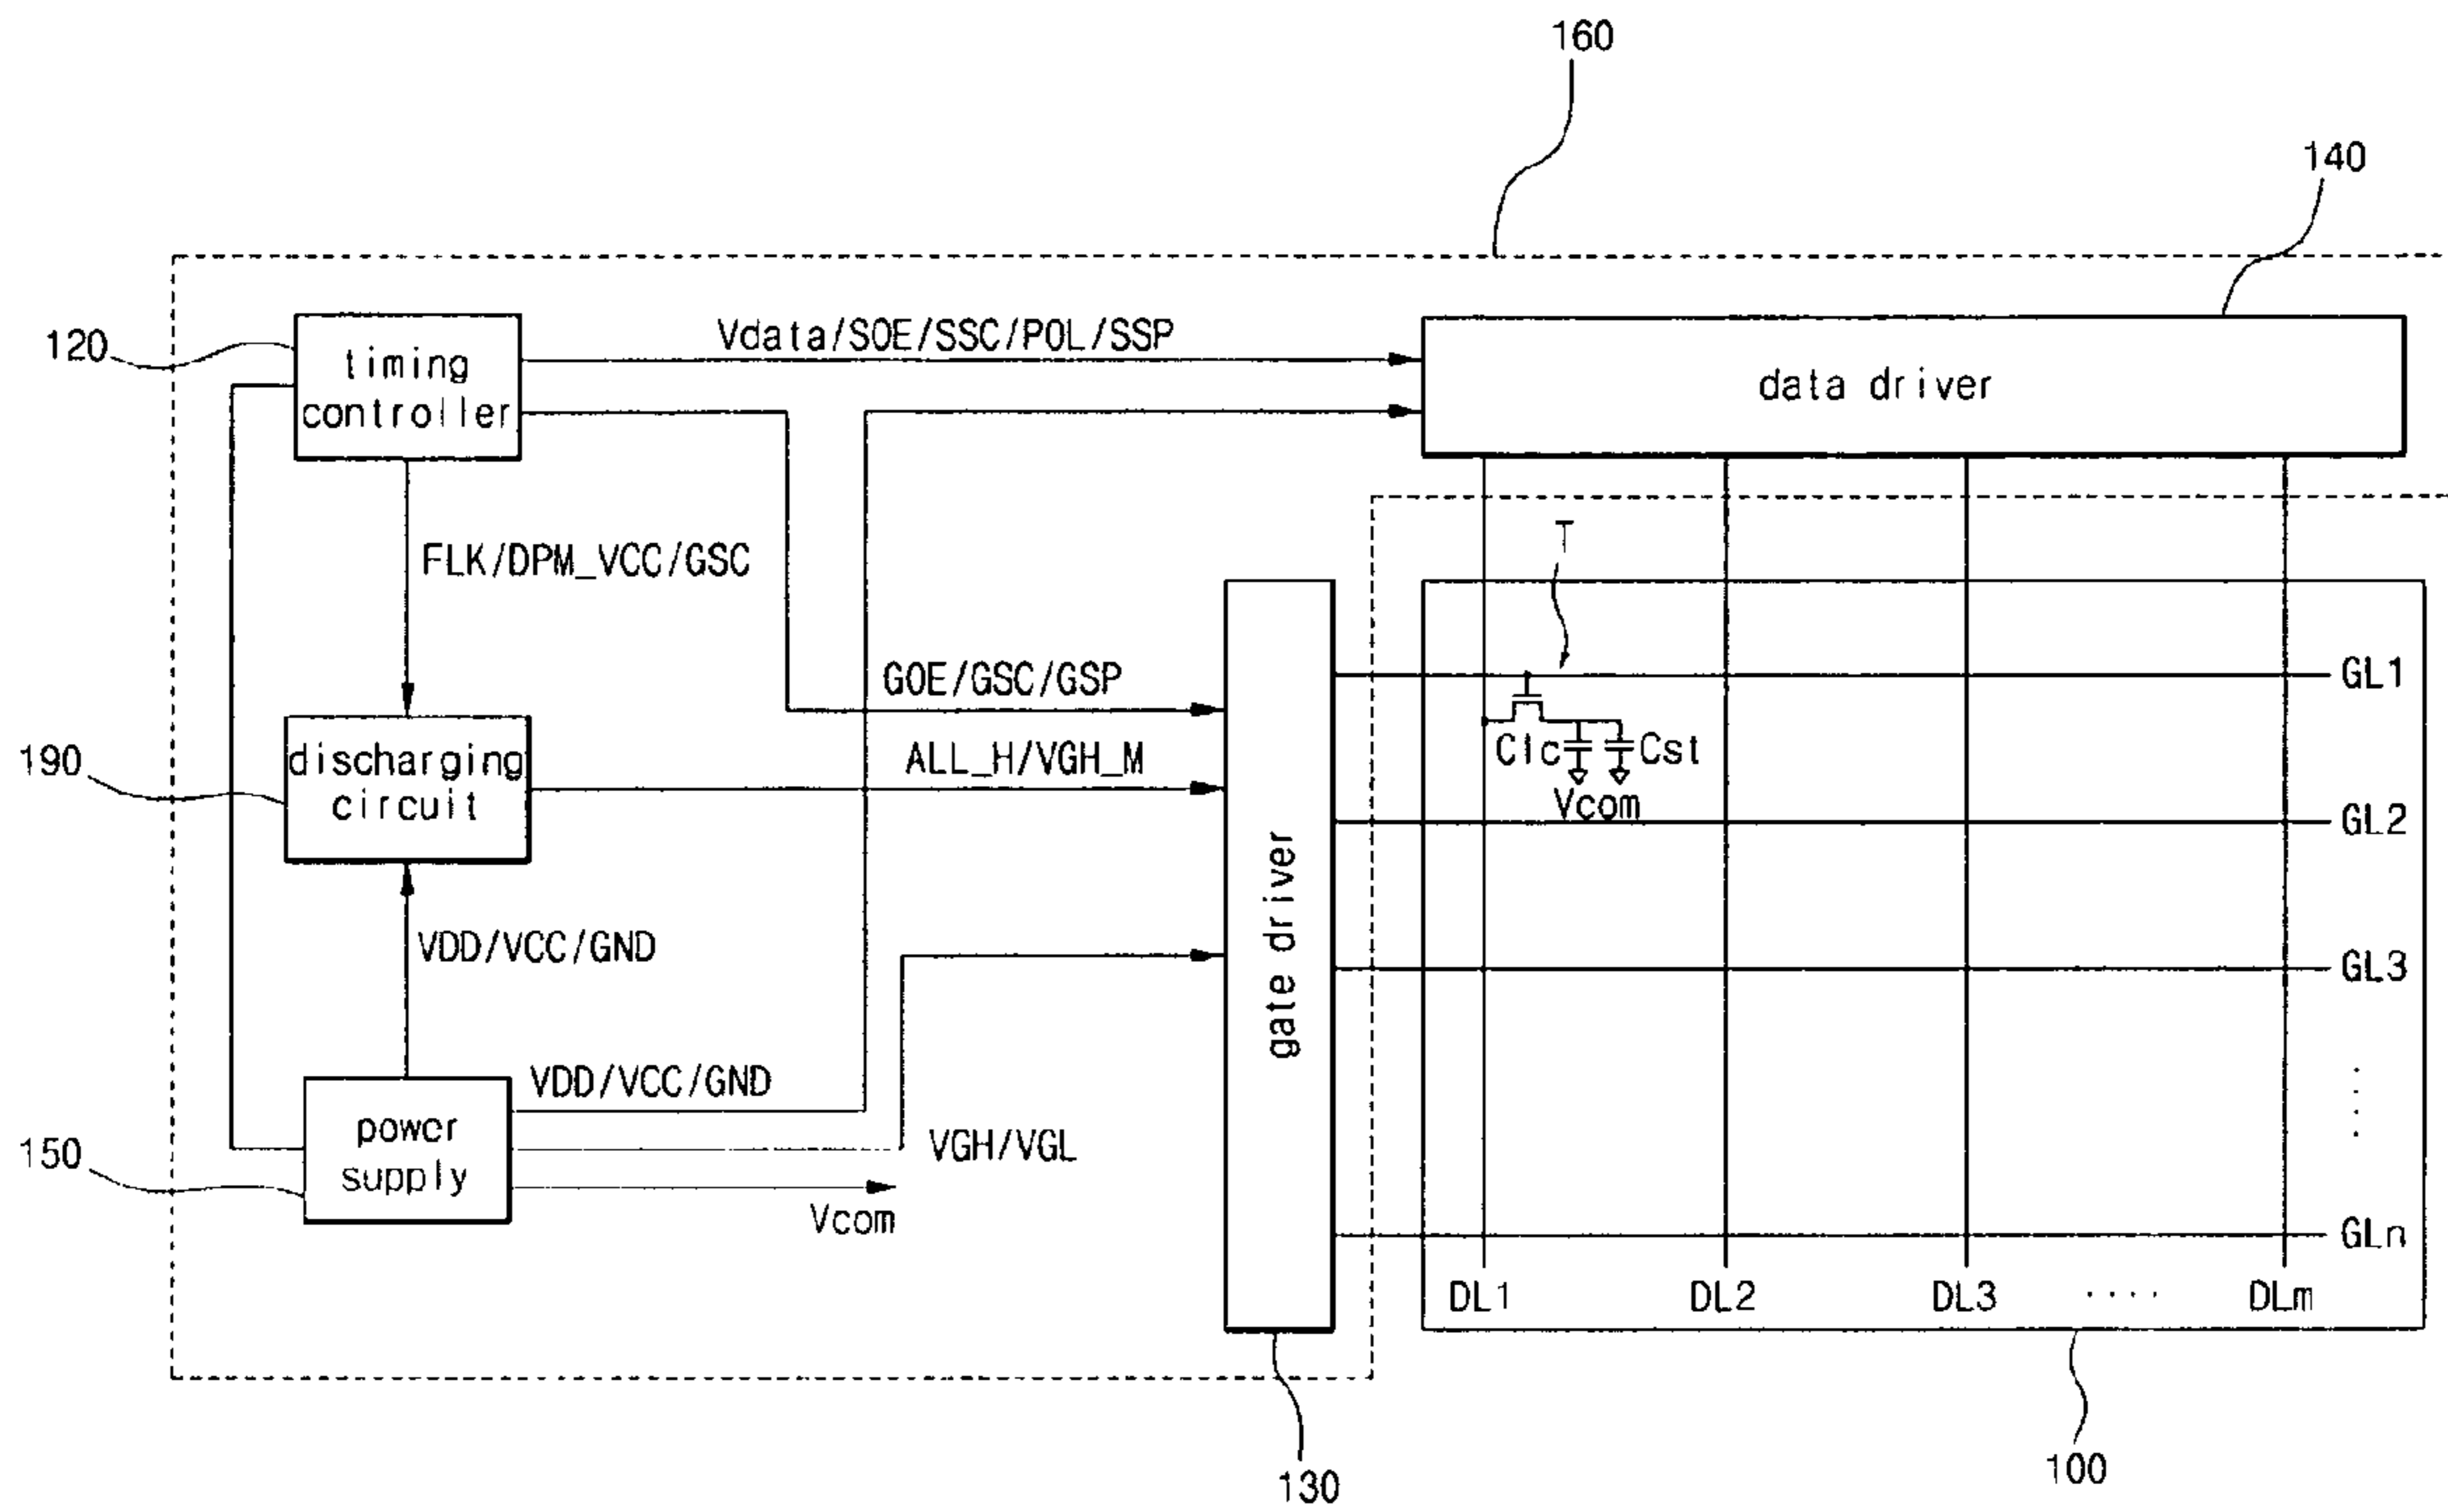 160
140
120
timing
controller
Vdata/SOE/SSC/POL/SSP
data driver
FLK/DPM_VCC/GSC
T
GOE/GSC/GSP
GL1
190
discharging
circuit
ALL_H/VGH_M
Clc
Cst
Vcom
GL2
gate driver
VDD/VCC/GND
GL3
150
power
supply
VDD/VCC/GND
VGH/VGL
Vcom
GLn
DL1
DL2
DL3
....
DLm
130
100